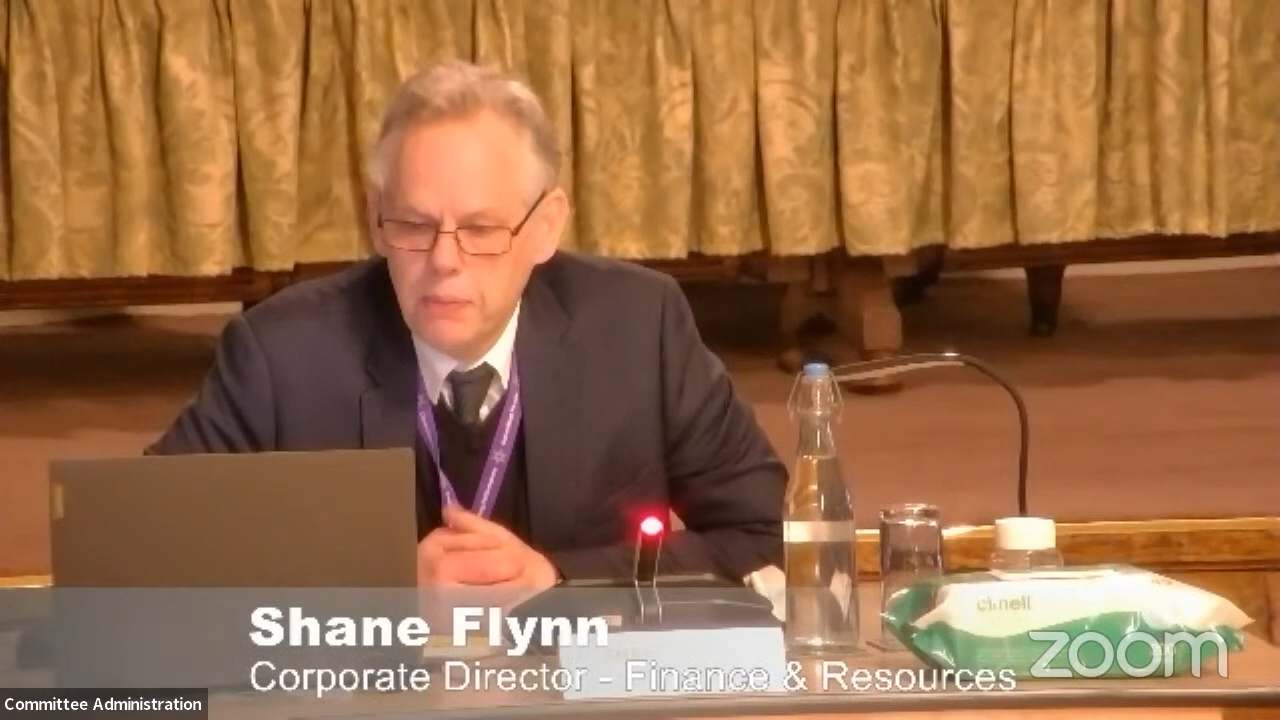 Shane Flynn
Corporate Director - Finance & Resources
clinell
zoom
Committee Administration